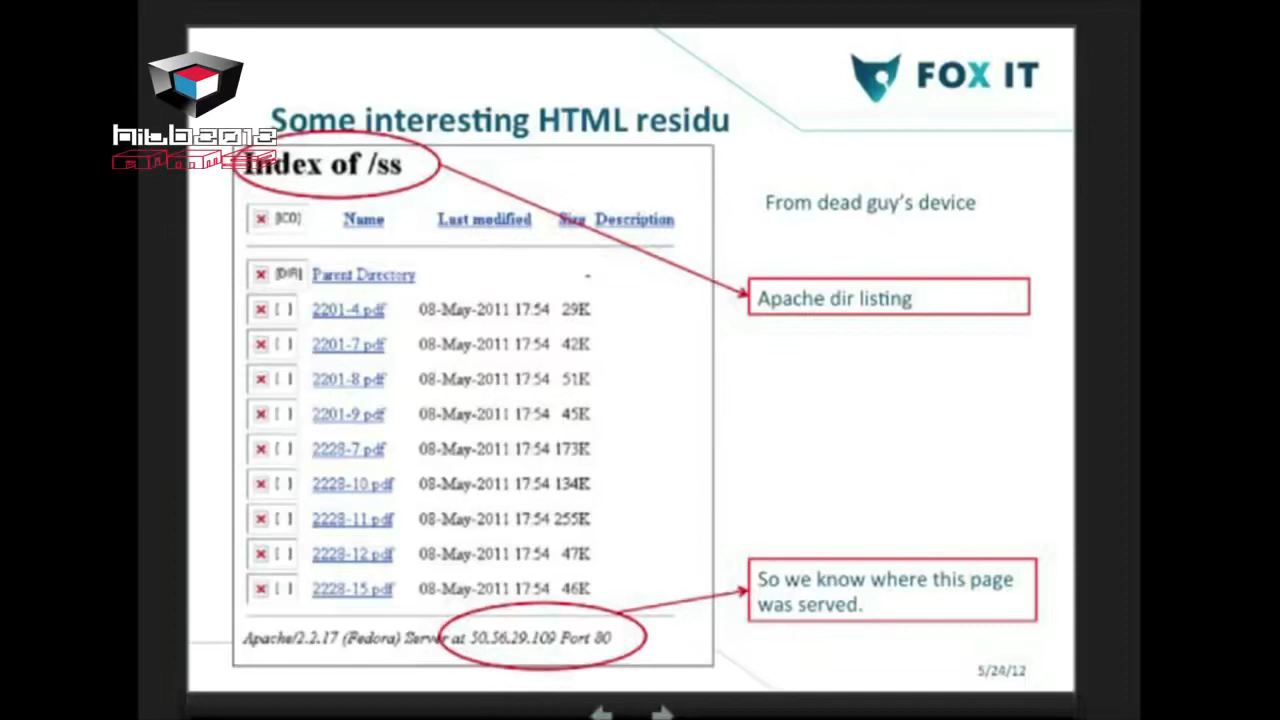 FOX IT
hitb2012
ams
Some interesting HTML residu
Index of /ss
From dead guy's device
[ICO] Name Last modified Size Description
[DIR] Parent Directory -
Apache dir listing
[ ] 2201-4.pdf 08-May-2011 17:54 29K
[ ] 2201-7.pdf 08-May-2011 17:54 42K
[ ] 2201-8.pdf 08-May-2011 17:54 51K
[ ] 2201-9.pdf 08-May-2011 17:54 45K
[ ] 2228-7.pdf 08-May-2011 17:54 173K
[ ] 2228-10.pdf 08-May-2011 17:54 134K
[ ] 2228-11.pdf 08-May-2011 17:54 255K
[ ] 2228-12.pdf 08-May-2011 17:54 47K
[ ] 2228-15.pdf 08-May-2011 17:54 46K
So we know where this page
was served.
Apache/2.2.17 (Fedora) Server at 50.56.29.109 Port 80
5/24/12